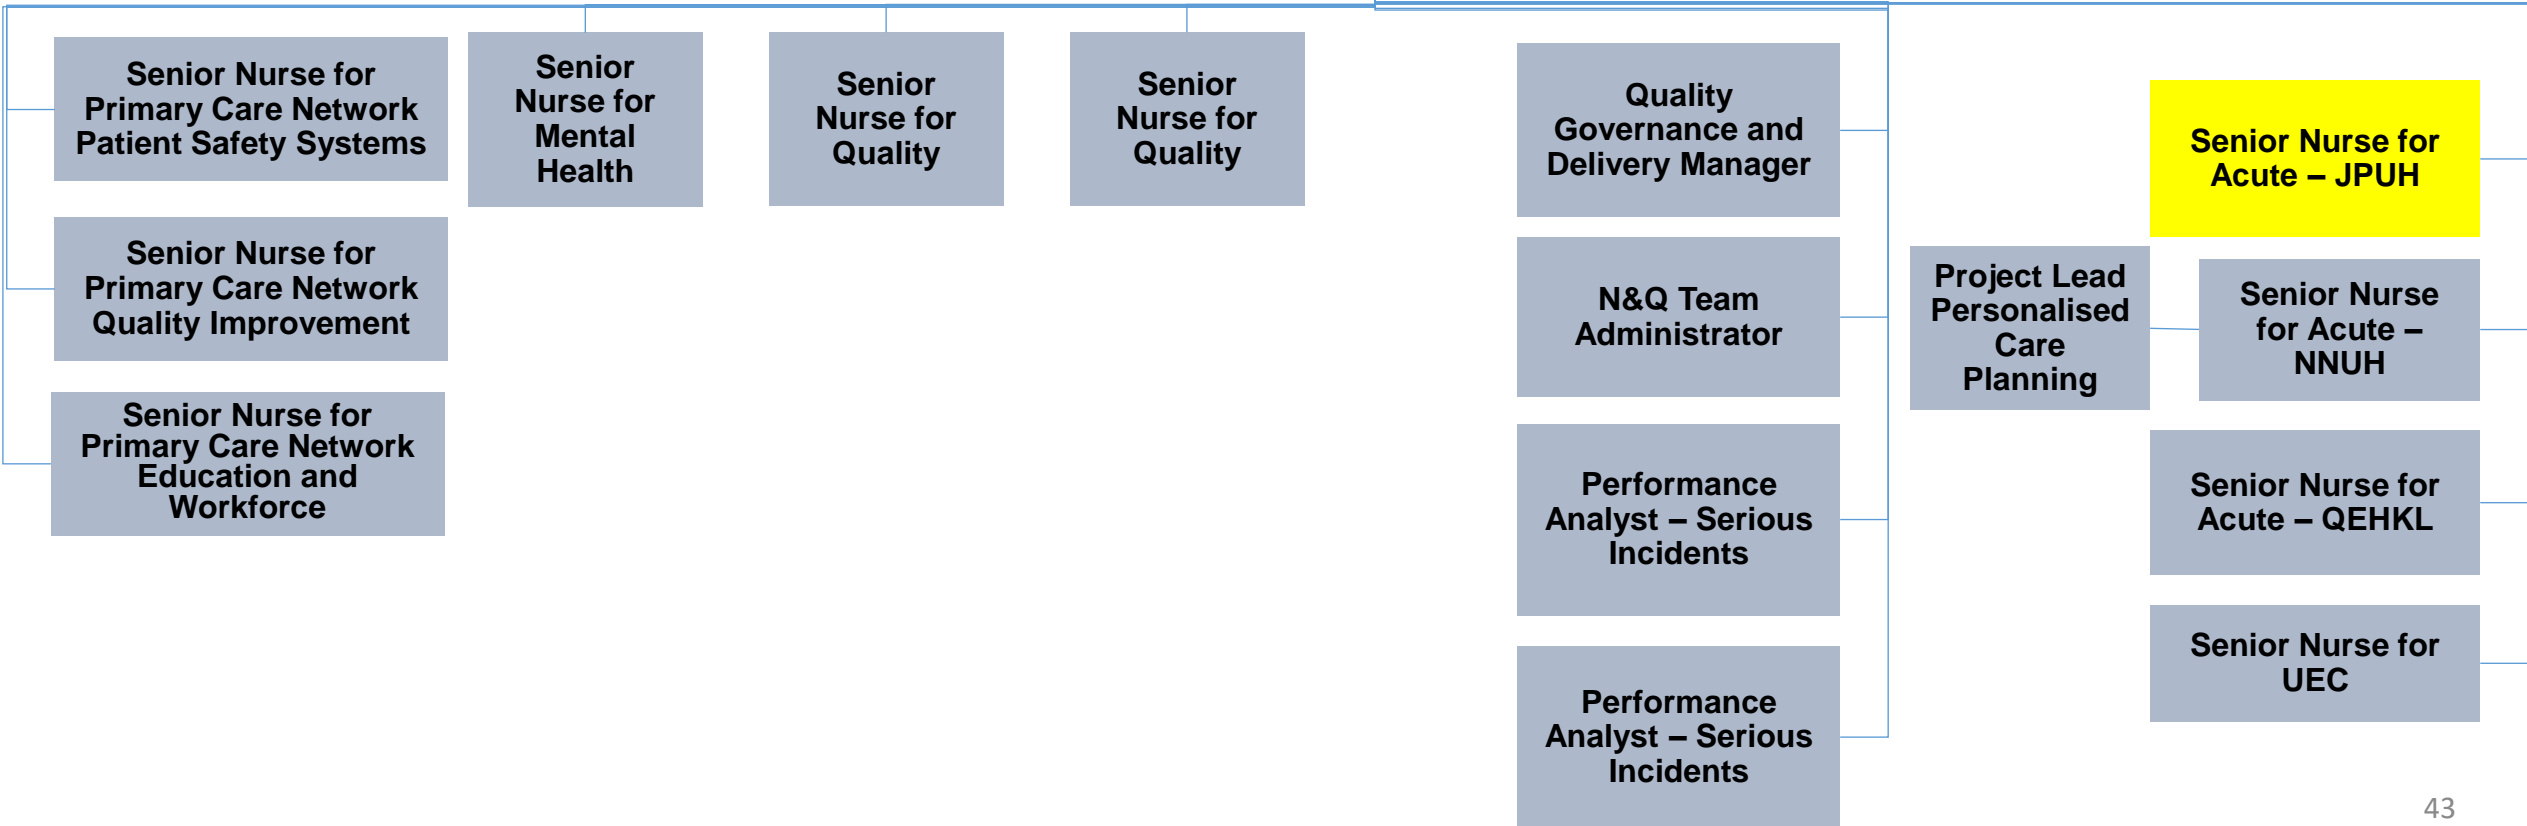 Senior Nurse for
Primary Care Network
Patient Safety Systems
Senior
Nurse for
Mental
Health
Senior
Nurse for
Quality
Senior
Nurse for
Quality
Quality
Governance and
Delivery Manager
Senior Nurse for
Acute – JPUH
Senior Nurse for
Primary Care Network
Quality Improvement
N&Q Team
Administrator
Project Lead
Personalised
Care
Planning
Senior Nurse
for Acute –
NNUH
Senior Nurse for
Primary Care Network
Education and
Workforce
Performance
Analyst – Serious
Incidents
Senior Nurse for
Acute – QEHKL
Performance
Analyst – Serious
Incidents
Senior Nurse for
UEC
43